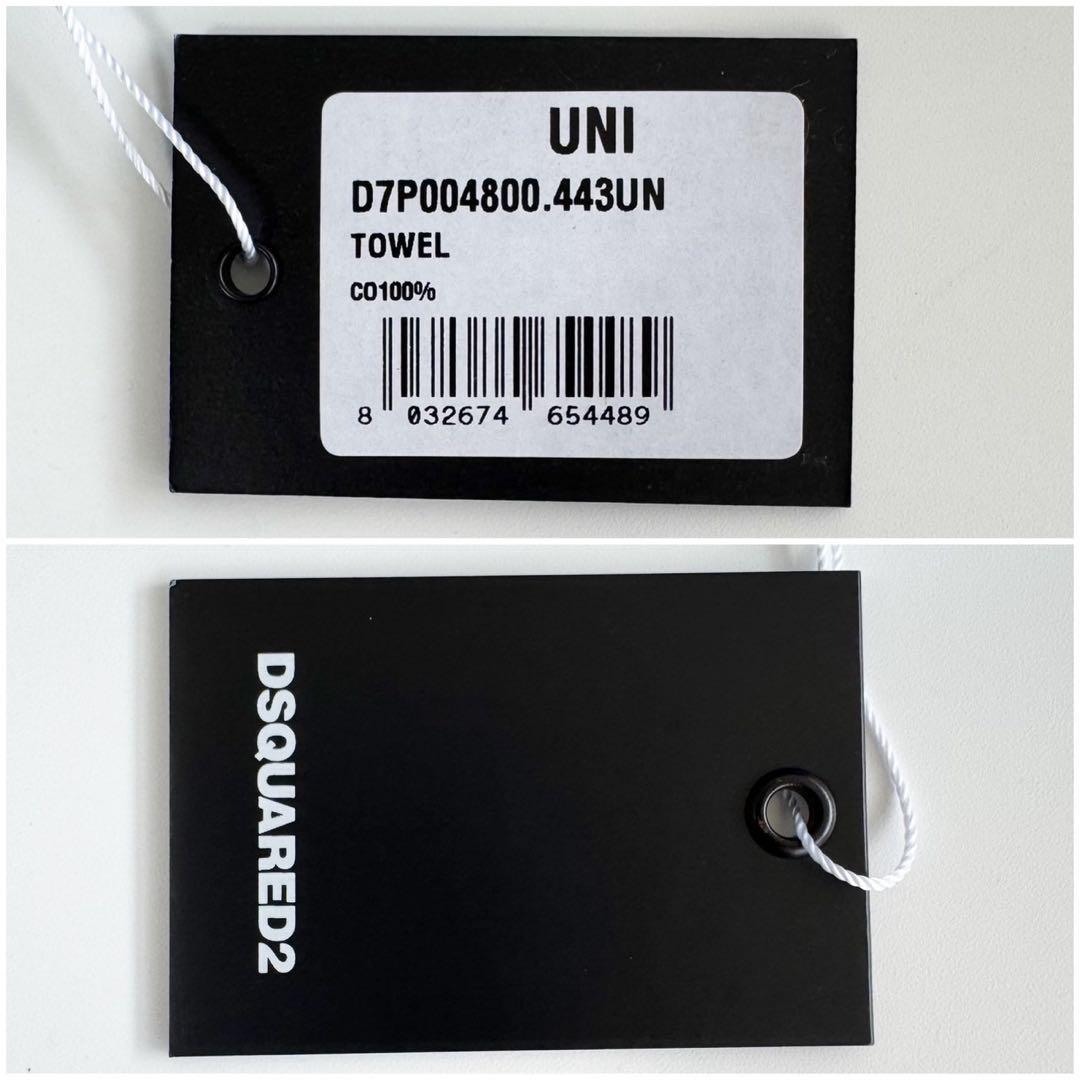 UNI
D7P004800.443UN
TOWEL
CO100%
8 032674 654489
DSQUARED2